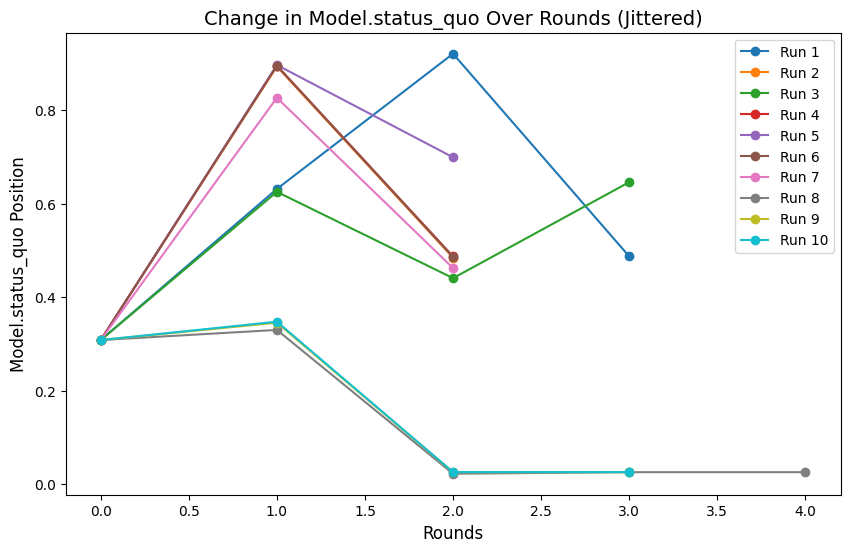 Change in Model.status_quo Over Rounds (Jittered)
Model.status_quo Position
0.8
0.6
0.4
0.2
0.0
Run 1
Run 2
Run 3
Run 4
Run 5
Run 6
Run 7
Run 8
Run 9
Run 10
0.0 0.5 1.0 1.5 2.0 2.5 3.0 3.5 4.0
Rounds